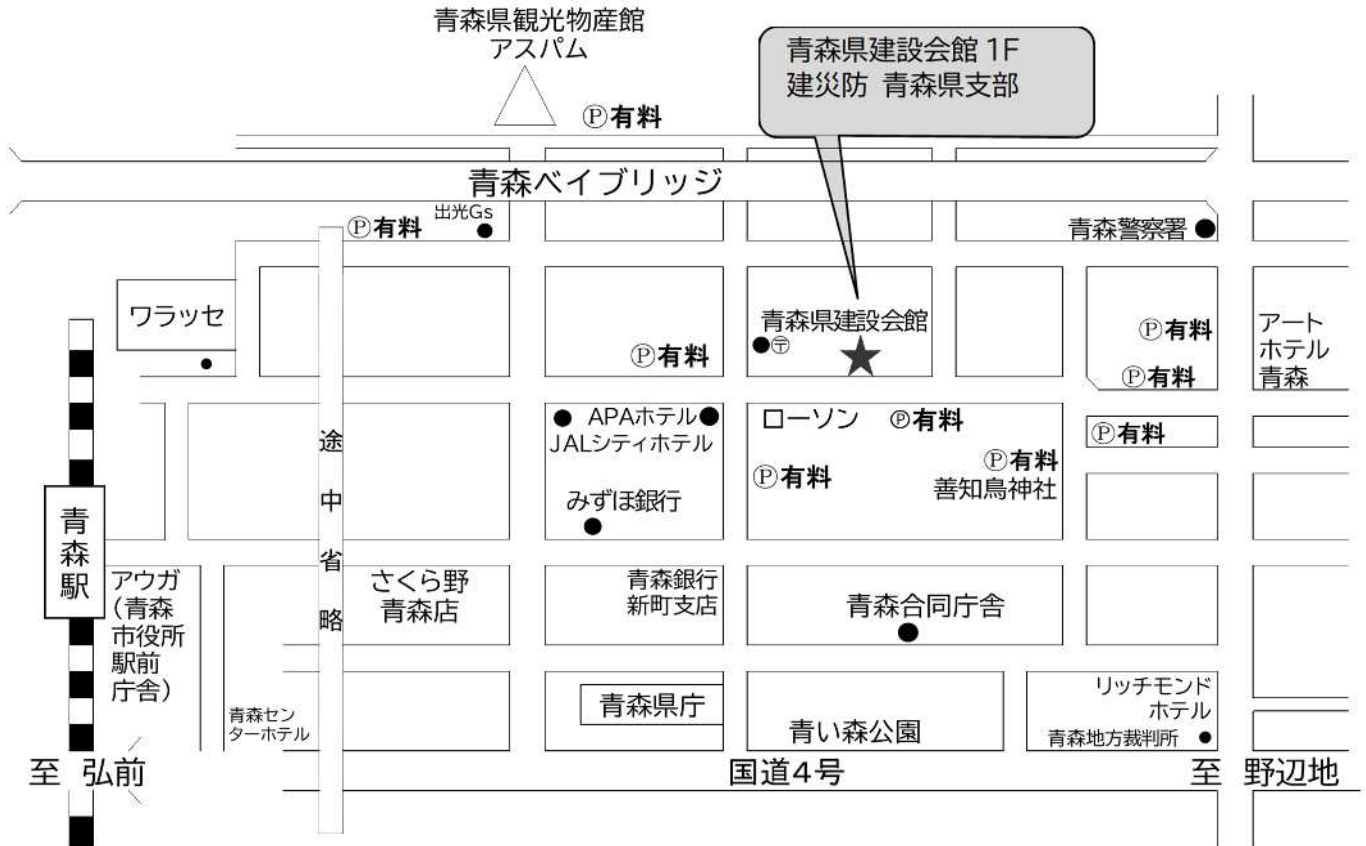 青森県観光物産館
アスパム
Ⓟ有料
青森県建設会館 1F
建災防 青森県支部
青森ベイブリッジ
出光Gs
Ⓟ有料
青森警察署
ワラッセ
Ⓟ有料
青森県建設会館
〶
Ⓟ有料
Ⓟ有料
アート
ホテル
青森
APAホテル
JALシティホテル
みずほ銀行
ローソン
Ⓟ有料
Ⓟ有料
Ⓟ有料
善知鳥神社
Ⓟ有料
途中省略
青森駅
アウガ
(青森
市役所
駅前
庁舎)
さくら野
青森店
青森銀行
新町支店
青森合同庁舎
青森セン
ターホテル
青森県庁
青い森公園
リッチモンド
ホテル
青森地方裁判所
至 弘前
国道4号
至 野辺地